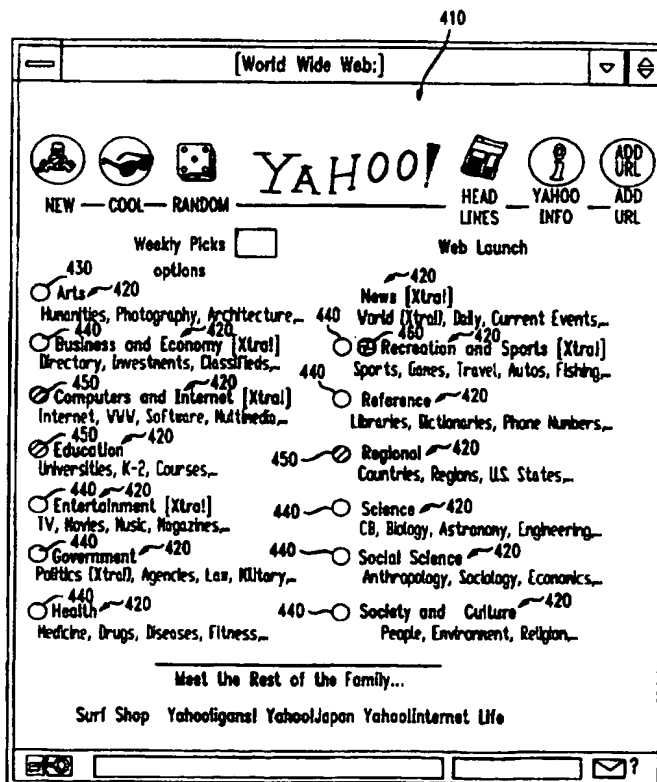 410
[World Wide Web:]
YAHOO!
ADD URL
NEW COOL RANDOM
HEAD LINES
YAHOO INFO
ADD URL
Weekly Picks
options
Web Launch
430
Arts 420
Humanities, Photography, Architecture,...
440 420
Business and Economy [Xtra!]
Directory, Investments, Classifieds,...
450 420
Computers and Internet [Xtra!]
Internet, WWW, Software, Multimedia,...
450 420
Education
Universities, K-2, Courses,...
440 420
Entertainment [Xtra!]
TV, Movies, Music, Magazines,...
440
Government 420
Politics [Xtra!], Agencies, Law, Military,...
440
Health 420
Medicine, Drugs, Diseases, Fitness,...
420
News [Xtra!]
World [Xtra!], Daily, Current Events,...
440 460 420
Recreation and Sports [Xtra!]
Sports, Games, Travel, Autos, Fishing,...
440
Reference 420
Libraries, Dictionaries, Phone Numbers,...
450 Regional 420
Countries, Regions, U.S. States,...
440 Science 420
CB, Biology, Astronomy, Engineering,...
440 Social Science 420
Anthropology, Sociology, Economics,...
440 Society and Culture 420
People, Environment, Religion,...
Meet the Rest of the Family...
Surf Shop Yahooligans! Yahoo!Japan Yahoo!Internet Life
?